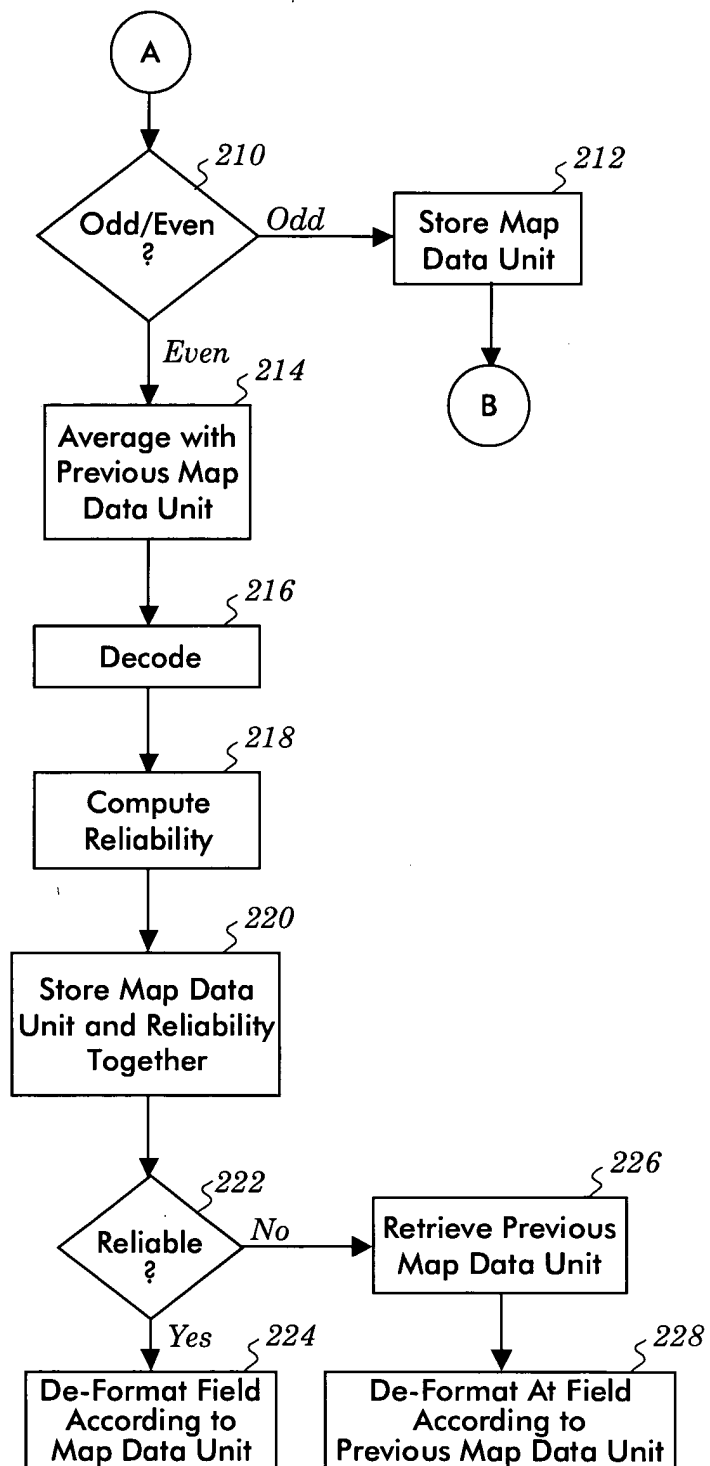 A
210
Odd/Even
?
Odd
212
Store Map
Data Unit
Even
B
214
Average with
Previous Map
Data Unit
216
Decode
218
Compute
Reliability
220
Store Map Data
Unit and Reliability
Together
222
Reliable
?
No
226
Retrieve Previous
Map Data Unit
Yes
224
De-Format Field
According to
Map Data Unit
228
De-Format At Field
According to
Previous Map Data Unit